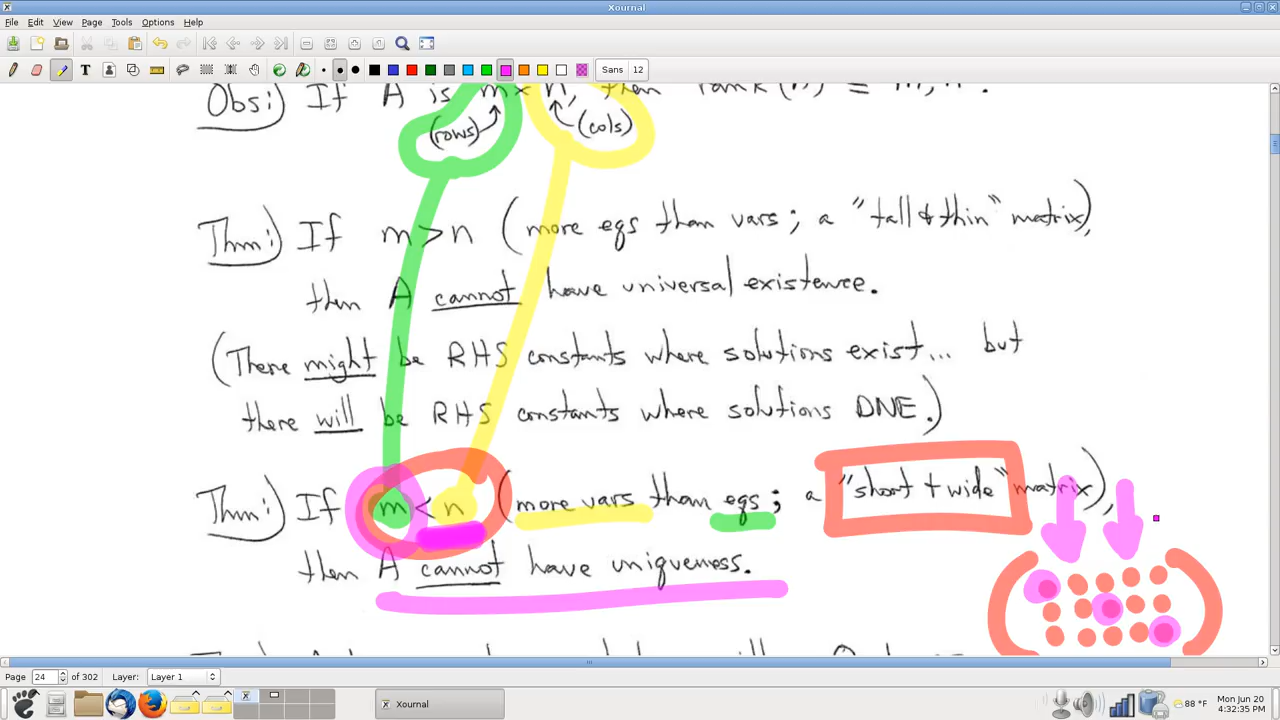 Xournal
File Edit View Page Tools Options Help
Sans 12
Obs:) If A is m×n, then rank
(rows) (cols)
Thm:) If m>n (more eqs than vars; a "tall & thin" matrix),
then A cannot have universal existence.
(There might be RHS constants where solutions exist... but
there will be RHS constants where solutions DNE.)
Thm:) If m<n (more vars than eqs; a "short + wide" matrix),
then A cannot have uniqueness.
Page 24 of 302 Layer: Layer 1
Xournal
88 °F
Mon Jun 20
4:32:35 PM